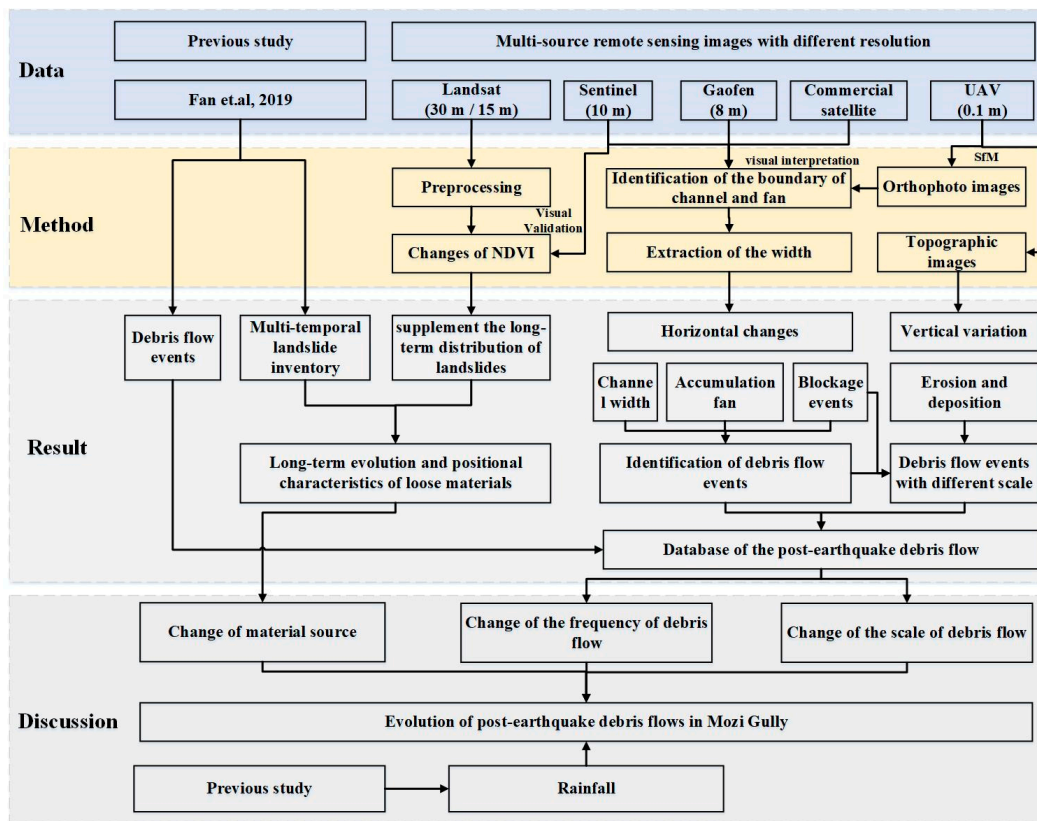 Data
Previous study
Multi-source remote sensing images with different resolution
Fan et.al, 2019
Landsat
(30 m / 15 m)
Sentinel
(10 m)
Gaofen
(8 m)
Commercial
satellite
UAV
(0.1 m)
Method
Preprocessing
Visual
Validation
Changes of NDVI
visual interpretation
Identification of the boundary
of channel and fan
SfM
Orthophoto images
Extraction of the width
Topographic
images
Result
Debris flow
events
Multi-temporal
landslide
inventory
supplement the long-
term distribution of
landslides
Horizontal changes
Vertical variation
Channe
l width
Accumulation
fan
Blockage
events
Erosion and
deposition
Long-term evolution and positional
characteristics of loose materials
Identification of debris flow
events
Debris flow events
with different scale
Database of the post-earthquake debris flow
Discussion
Change of material source
Change of the frequency of debris
flow
Change of the scale of debris flow
Evolution of post-earthquake debris flows in Mozi Gully
Previous study
Rainfall